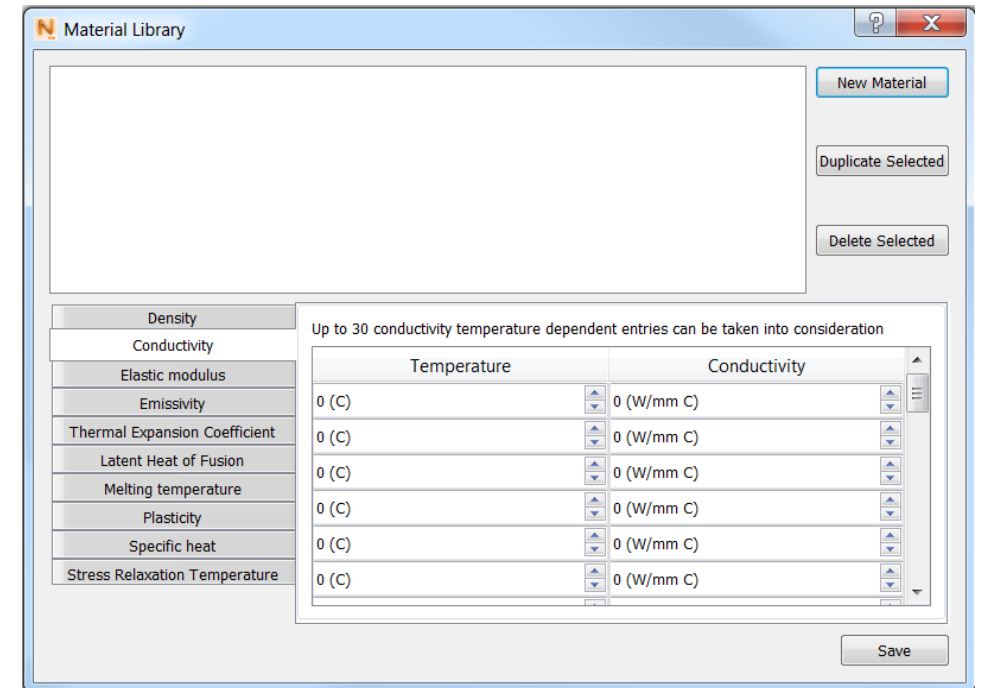 N Material Library
?
X
New Material
Duplicate Selected
Delete Selected
Density
Conductivity
Elastic modulus
Emissivity
Thermal Expansion Coefficient
Latent Heat of Fusion
Melting temperature
Plasticity
Specific heat
Stress Relaxation Temperature
Up to 30 conductivity temperature dependent entries can be taken into consideration
Temperature Conductivity
0 (C) 0 (W/mm C)
0 (C) 0 (W/mm C)
0 (C) 0 (W/mm C)
0 (C) 0 (W/mm C)
0 (C) 0 (W/mm C)
0 (C) 0 (W/mm C)
Save